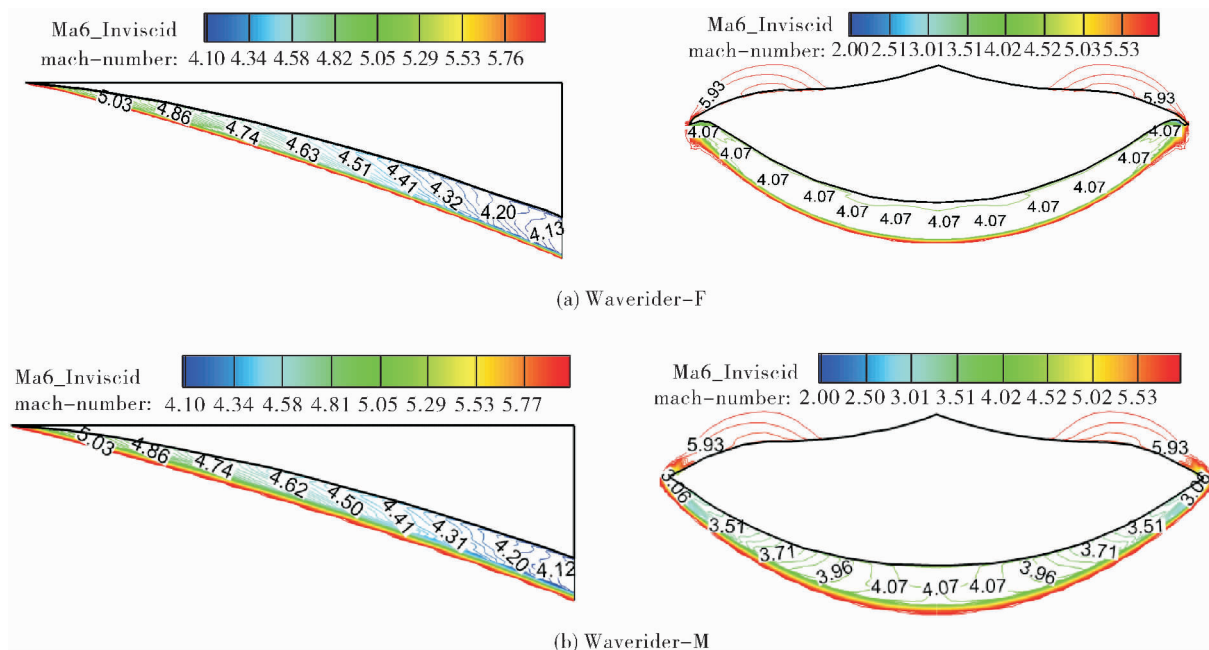 Ma6_Inviscid
mach-number: 4.10 4.34 4.58 4.82 5.05 5.29 5.53 5.76
5.03 4.86 4.74 4.63 4.51 4.41 4.32 4.20 4.13
Ma6_Inviscid
mach-number: 2.00 2.51 3.01 3.51 4.02 4.52 5.03 5.53
5.93 5.93
4.07 4.07
4.07 4.07
4.07 4.07
4.07 4.07
4.07 4.07 4.07 4.07
(a) Waverider-F
Ma6_Inviscid
mach-number: 4.10 4.34 4.58 4.81 5.05 5.29 5.53 5.77
5.03 4.86 4.74 4.62 4.50 4.41 4.31 4.20 4.12
Ma6_Inviscid
mach-number: 2.00 2.50 3.01 3.51 4.02 4.52 5.02 5.53
5.93 5.93
3.06 3.06
3.51 3.51
3.71 3.71
3.96 3.96
4.07 4.07 4.07
(b) Waverider-M